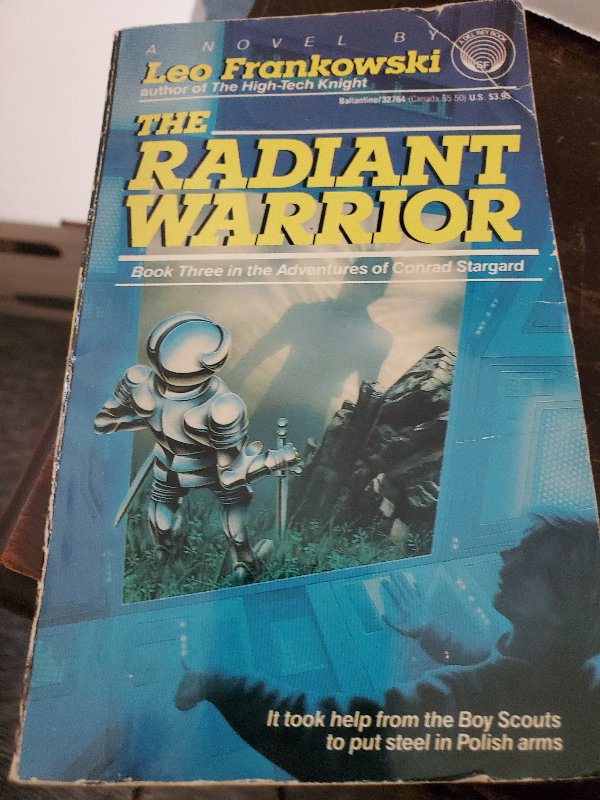 A NOVEL BY
Leo Frankowski
author of The High-Tech Knight
A DEL REY BOOK
SF
Ballantine/32764 (Canada $5.50) U.S. $3.95
THE
RADIANT
WARRIOR
Book Three in the Adventures of Conrad Stargard
It took help from the Boy Scouts
to put steel in Polish arms